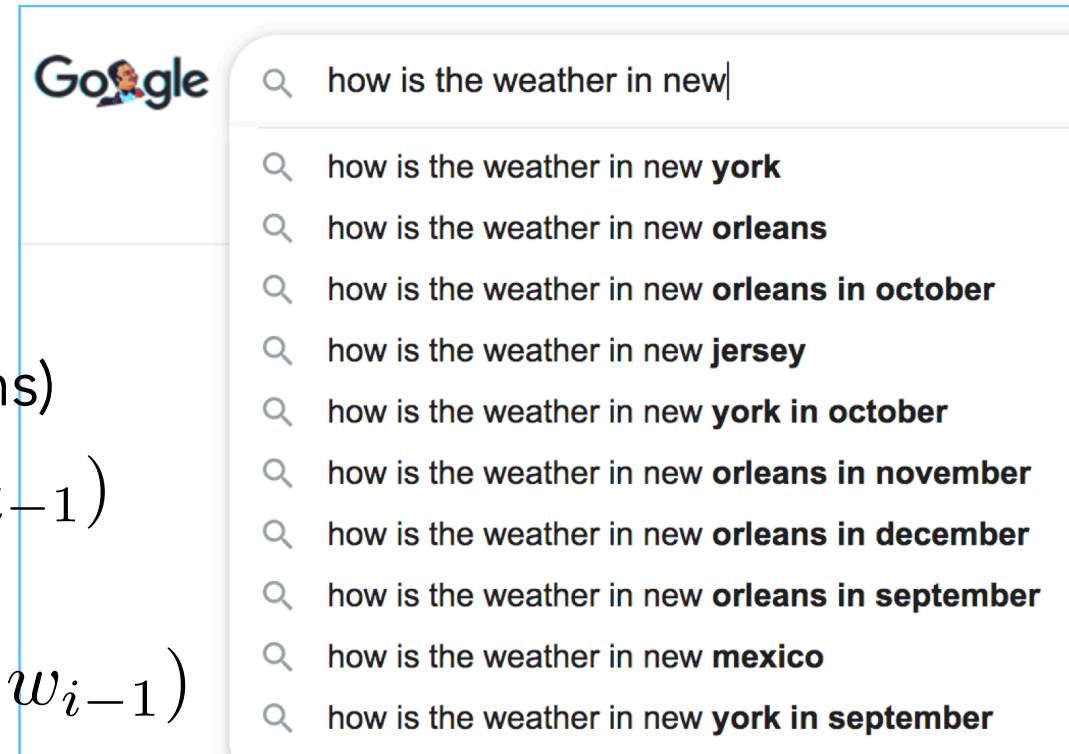 Google
how is the weather in new
how is the weather in new york
how is the weather in new orleans
how is the weather in new orleans in october
how is the weather in new jersey
ns)
how is the weather in new york in october
how is the weather in new orleans in november
i−1)
how is the weather in new orleans in december
how is the weather in new orleans in september
how is the weather in new mexico
w_{i−1})
how is the weather in new york in september